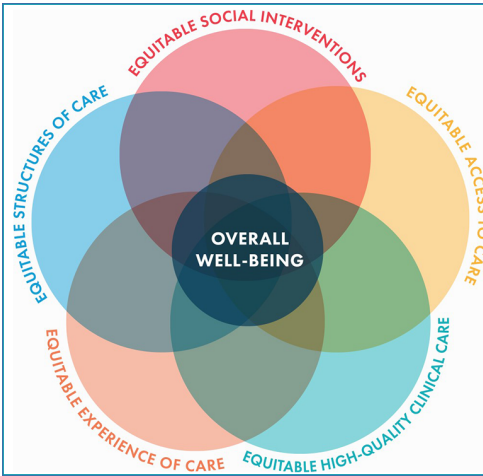 EQUITABLE SOCIAL INTERVENTIONS
EQUITABLE ACCESS TO CARE
EQUITABLE HIGH-QUALITY CLINICAL CARE
EQUITABLE EXPERIENCE OF CARE
EQUITABLE STRUCTURES OF CARE
OVERALL
WELL-BEING